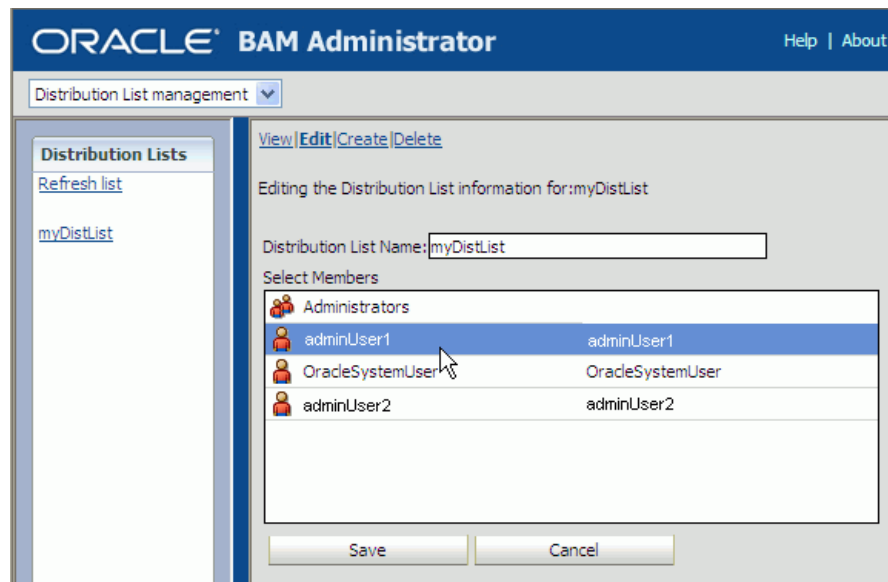 ORACLE BAM Administrator Help | About
Distribution List management
Distribution Lists
Refresh list
myDistList
View|Edit|Create|Delete
Editing the Distribution List information for:myDistList
Distribution List Name: myDistList
Select Members
Administrators
adminUser1 adminUser1
OracleSystemUser OracleSystemUser
adminUser2 adminUser2
Save Cancel